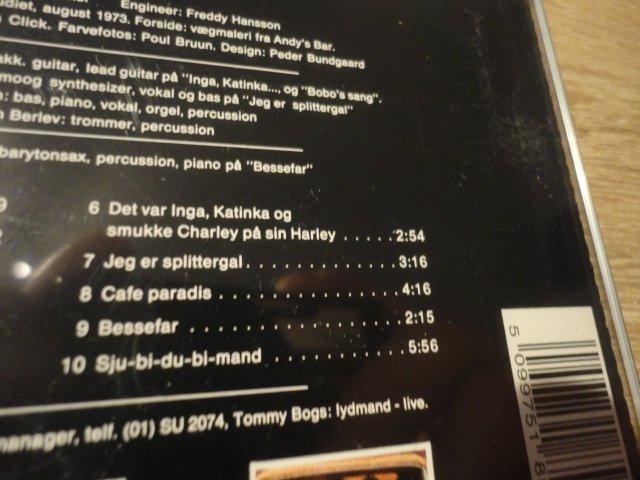 Engineer: Freddy Hansson
udiet, august 1973. Forside: vægmaleri fra Andy's Bar.
Click. Farvefotos: Poul Bruun. Design: Peder Bundgaard
akk. guitar, lead guitar på "Inga, Katinka..., og "Bobo's sang".
moog synthesizer, vokal og bas på "Jeg er splittergal"
: bas, piano, vokal, orgel, percussion
n Berlev: trommer, percussion
barytonsax, percussion, piano på "Bessefar"
6 Det var Inga, Katinka og
smukke Charley på sin Harley . . . . . 2:54
7 Jeg er splittergal . . . . . . . . . . . . . . . 3:16
8 Cafe paradis . . . . . . . . . . . . . . . . . . 4:16
9 Bessefar . . . . . . . . . . . . . . . . . . . . . 2:15
10 Sju-bi-du-bi-mand . . . . . . . . . . . . 5:56
manager, telf. (01) SU 2074, Tommy Bogs: lydmand - live.
5 099751 8